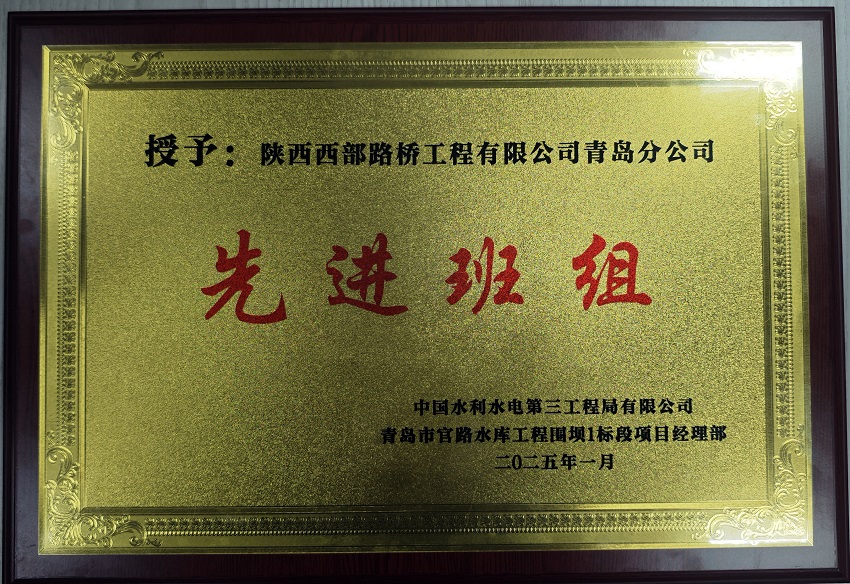 授予：陕西西部路桥工程有限公司青岛分公司
先进班组
中国水利水电第三工程局有限公司
青岛市官路水库工程围坝1标段项目经理部
二0二五年一月